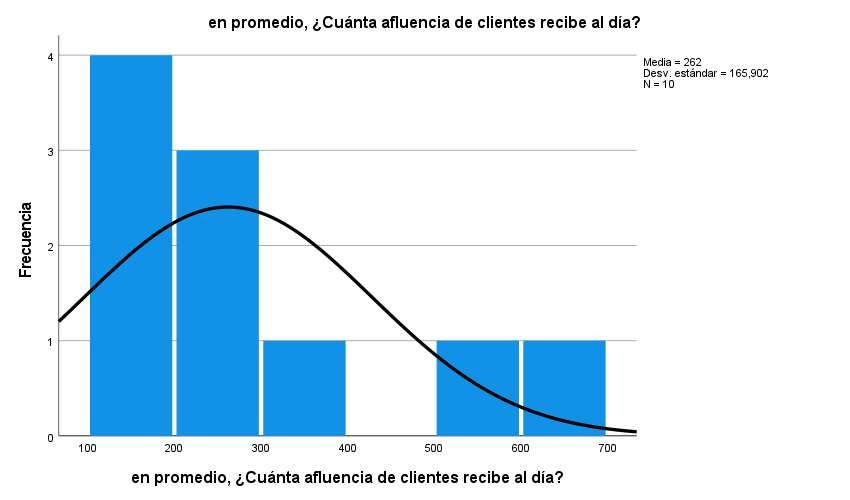 en promedio, ¿Cuánta afluencia de clientes recibe al día?
Media = 262
Desv. estándar = 165,902
N = 10
Frecuencia
4
3
2
1
0
100 200 300 400 500 600 700
en promedio, ¿Cuánta afluencia de clientes recibe al día?